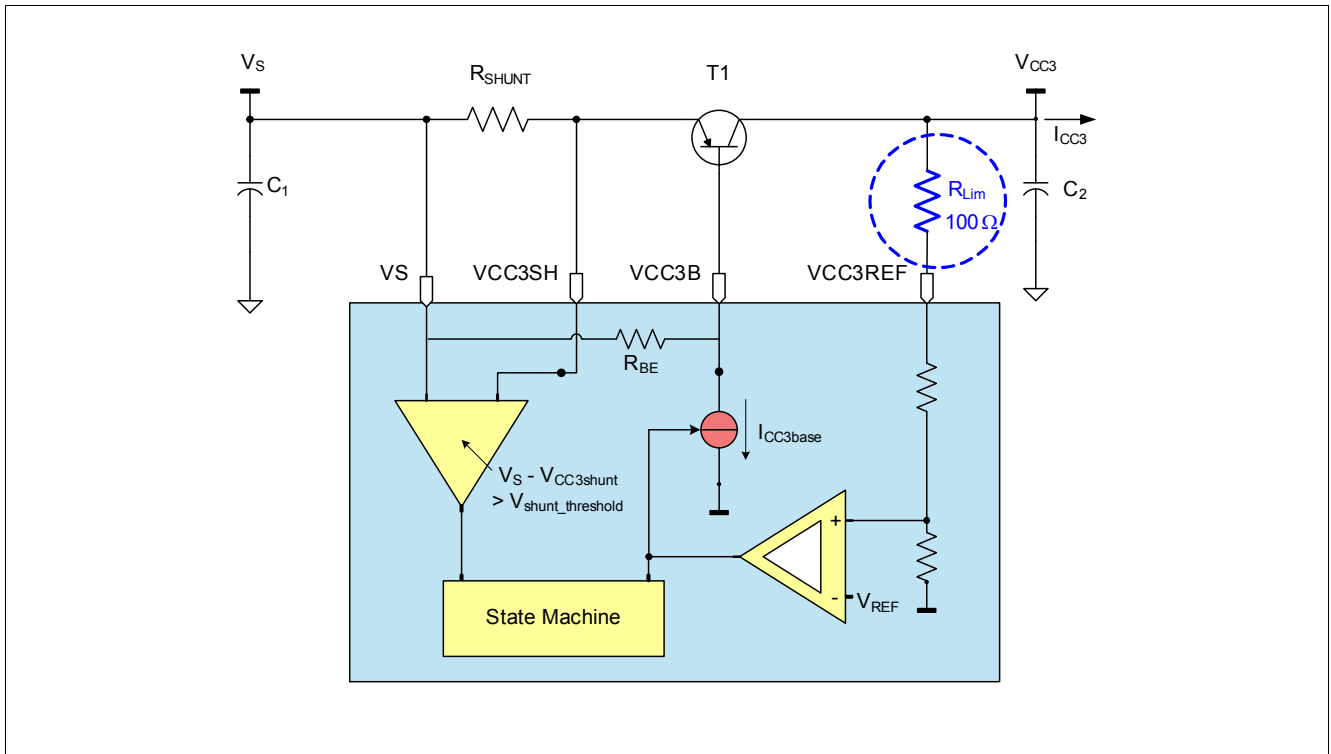 VS
RSHUNT
T1
VCC3
ICC3
C1
RLim
100 Ω
C2
VS
VCC3SH
VCC3B
VCC3REF
RBE
ICC3base
VS - VCC3shunt
> Vshunt_threshold
+
-
VREF
State Machine